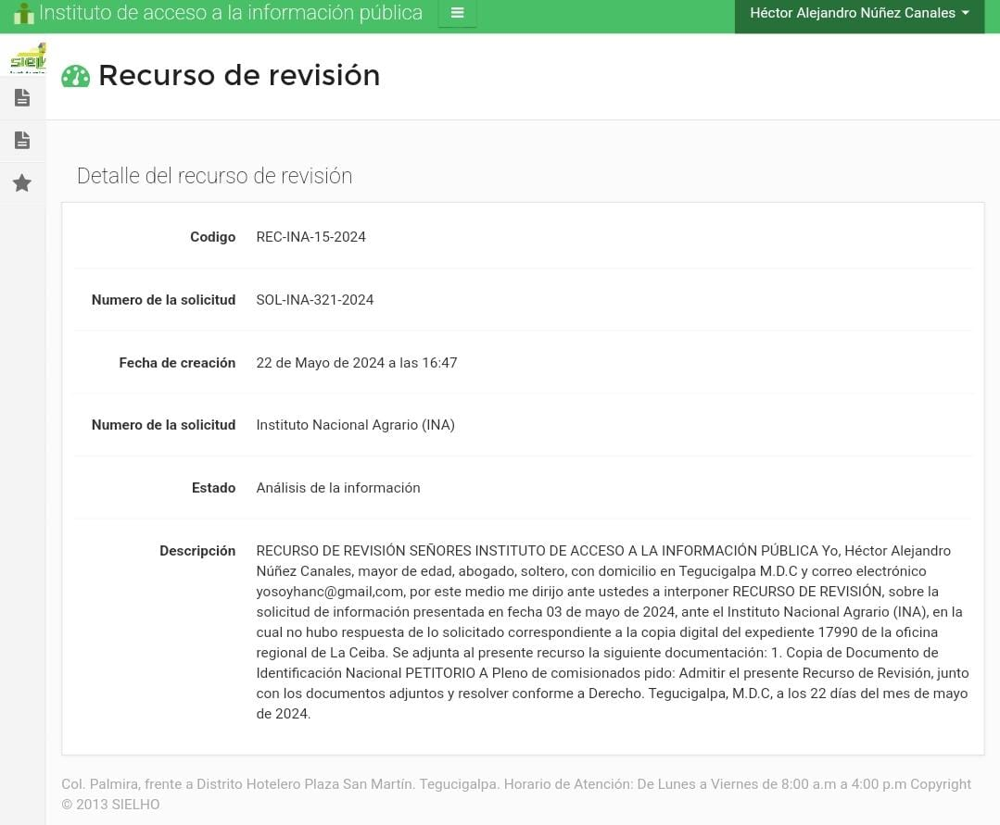 Instituto de acceso a la información pública
Héctor Alejandro Núñez Canales
Recurso de revisión
Detalle del recurso de revisión
Codigo REC-INA-15-2024
Numero de la solicitud SOL-INA-321-2024
Fecha de creación 22 de Mayo de 2024 a las 16:47
Numero de la solicitud Instituto Nacional Agrario (INA)
Estado Análisis de la información
Descripción RECURSO DE REVISIÓN SEÑORES INSTITUTO DE ACCESO A LA INFORMACIÓN PÚBLICA Yo, Héctor Alejandro
Núñez Canales, mayor de edad, abogado, soltero, con domicilio en Tegucigalpa M.D.C y correo electrónico
yosoyhanc@gmail,com, por este medio me dirijo ante ustedes a interponer RECURSO DE REVISIÓN, sobre la
solicitud de información presentada en fecha 03 de mayo de 2024, ante el Instituto Nacional Agrario (INA), en la
cual no hubo respuesta de lo solicitado correspondiente a la copia digital del expediente 17990 de la oficina
regional de La Ceiba. Se adjunta al presente recurso la siguiente documentación: 1. Copia de Documento de
Identificación Nacional PETITORIO A Pleno de comisionados pido: Admitir el presente Recurso de Revisión, junto
con los documentos adjuntos y resolver conforme a Derecho. Tegucigalpa, M.D.C, a los 22 días del mes de mayo
de 2024.
Col. Palmira, frente a Distrito Hotelero Plaza San Martín. Tegucigalpa. Horario de Atención: De Lunes a Viernes de 8:00 a.m a 4:00 p.m Copyright
© 2013 SIELHO